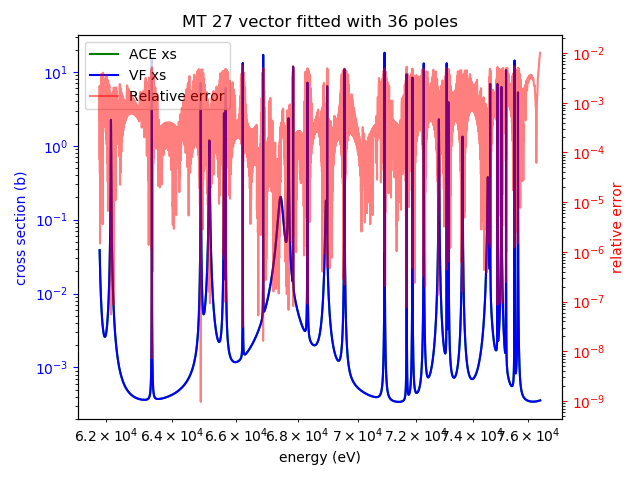 MT 27 vector fitted with 36 poles
ACE xs
VF xs
Relative error
cross section (b)
10¹
10⁰
10⁻¹
10⁻²
10⁻³
10⁻²
10⁻³
10⁻⁴
10⁻⁵
10⁻⁶
10⁻⁷
10⁻⁸
10⁻⁹
relative error
6.2 × 10⁴ 6.4 × 10⁴ 6.6 × 10⁴ 6.8 × 10⁴ 7 × 10⁴ 7.2 × 10⁴ 7.4 × 10⁴ 7.6 × 10⁴
energy (eV)